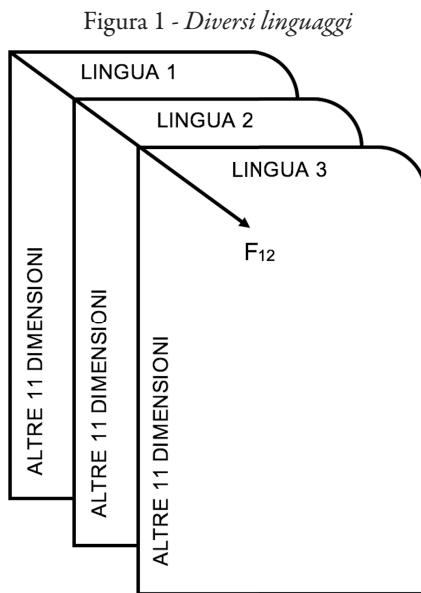 Figura 1 - Diversi linguaggi
LINGUA 1
LINGUA 2
LINGUA 3
F₁₂
ALTRE 11 DIMENSIONI
ALTRE 11 DIMENSIONI
ALTRE 11 DIMENSIONI